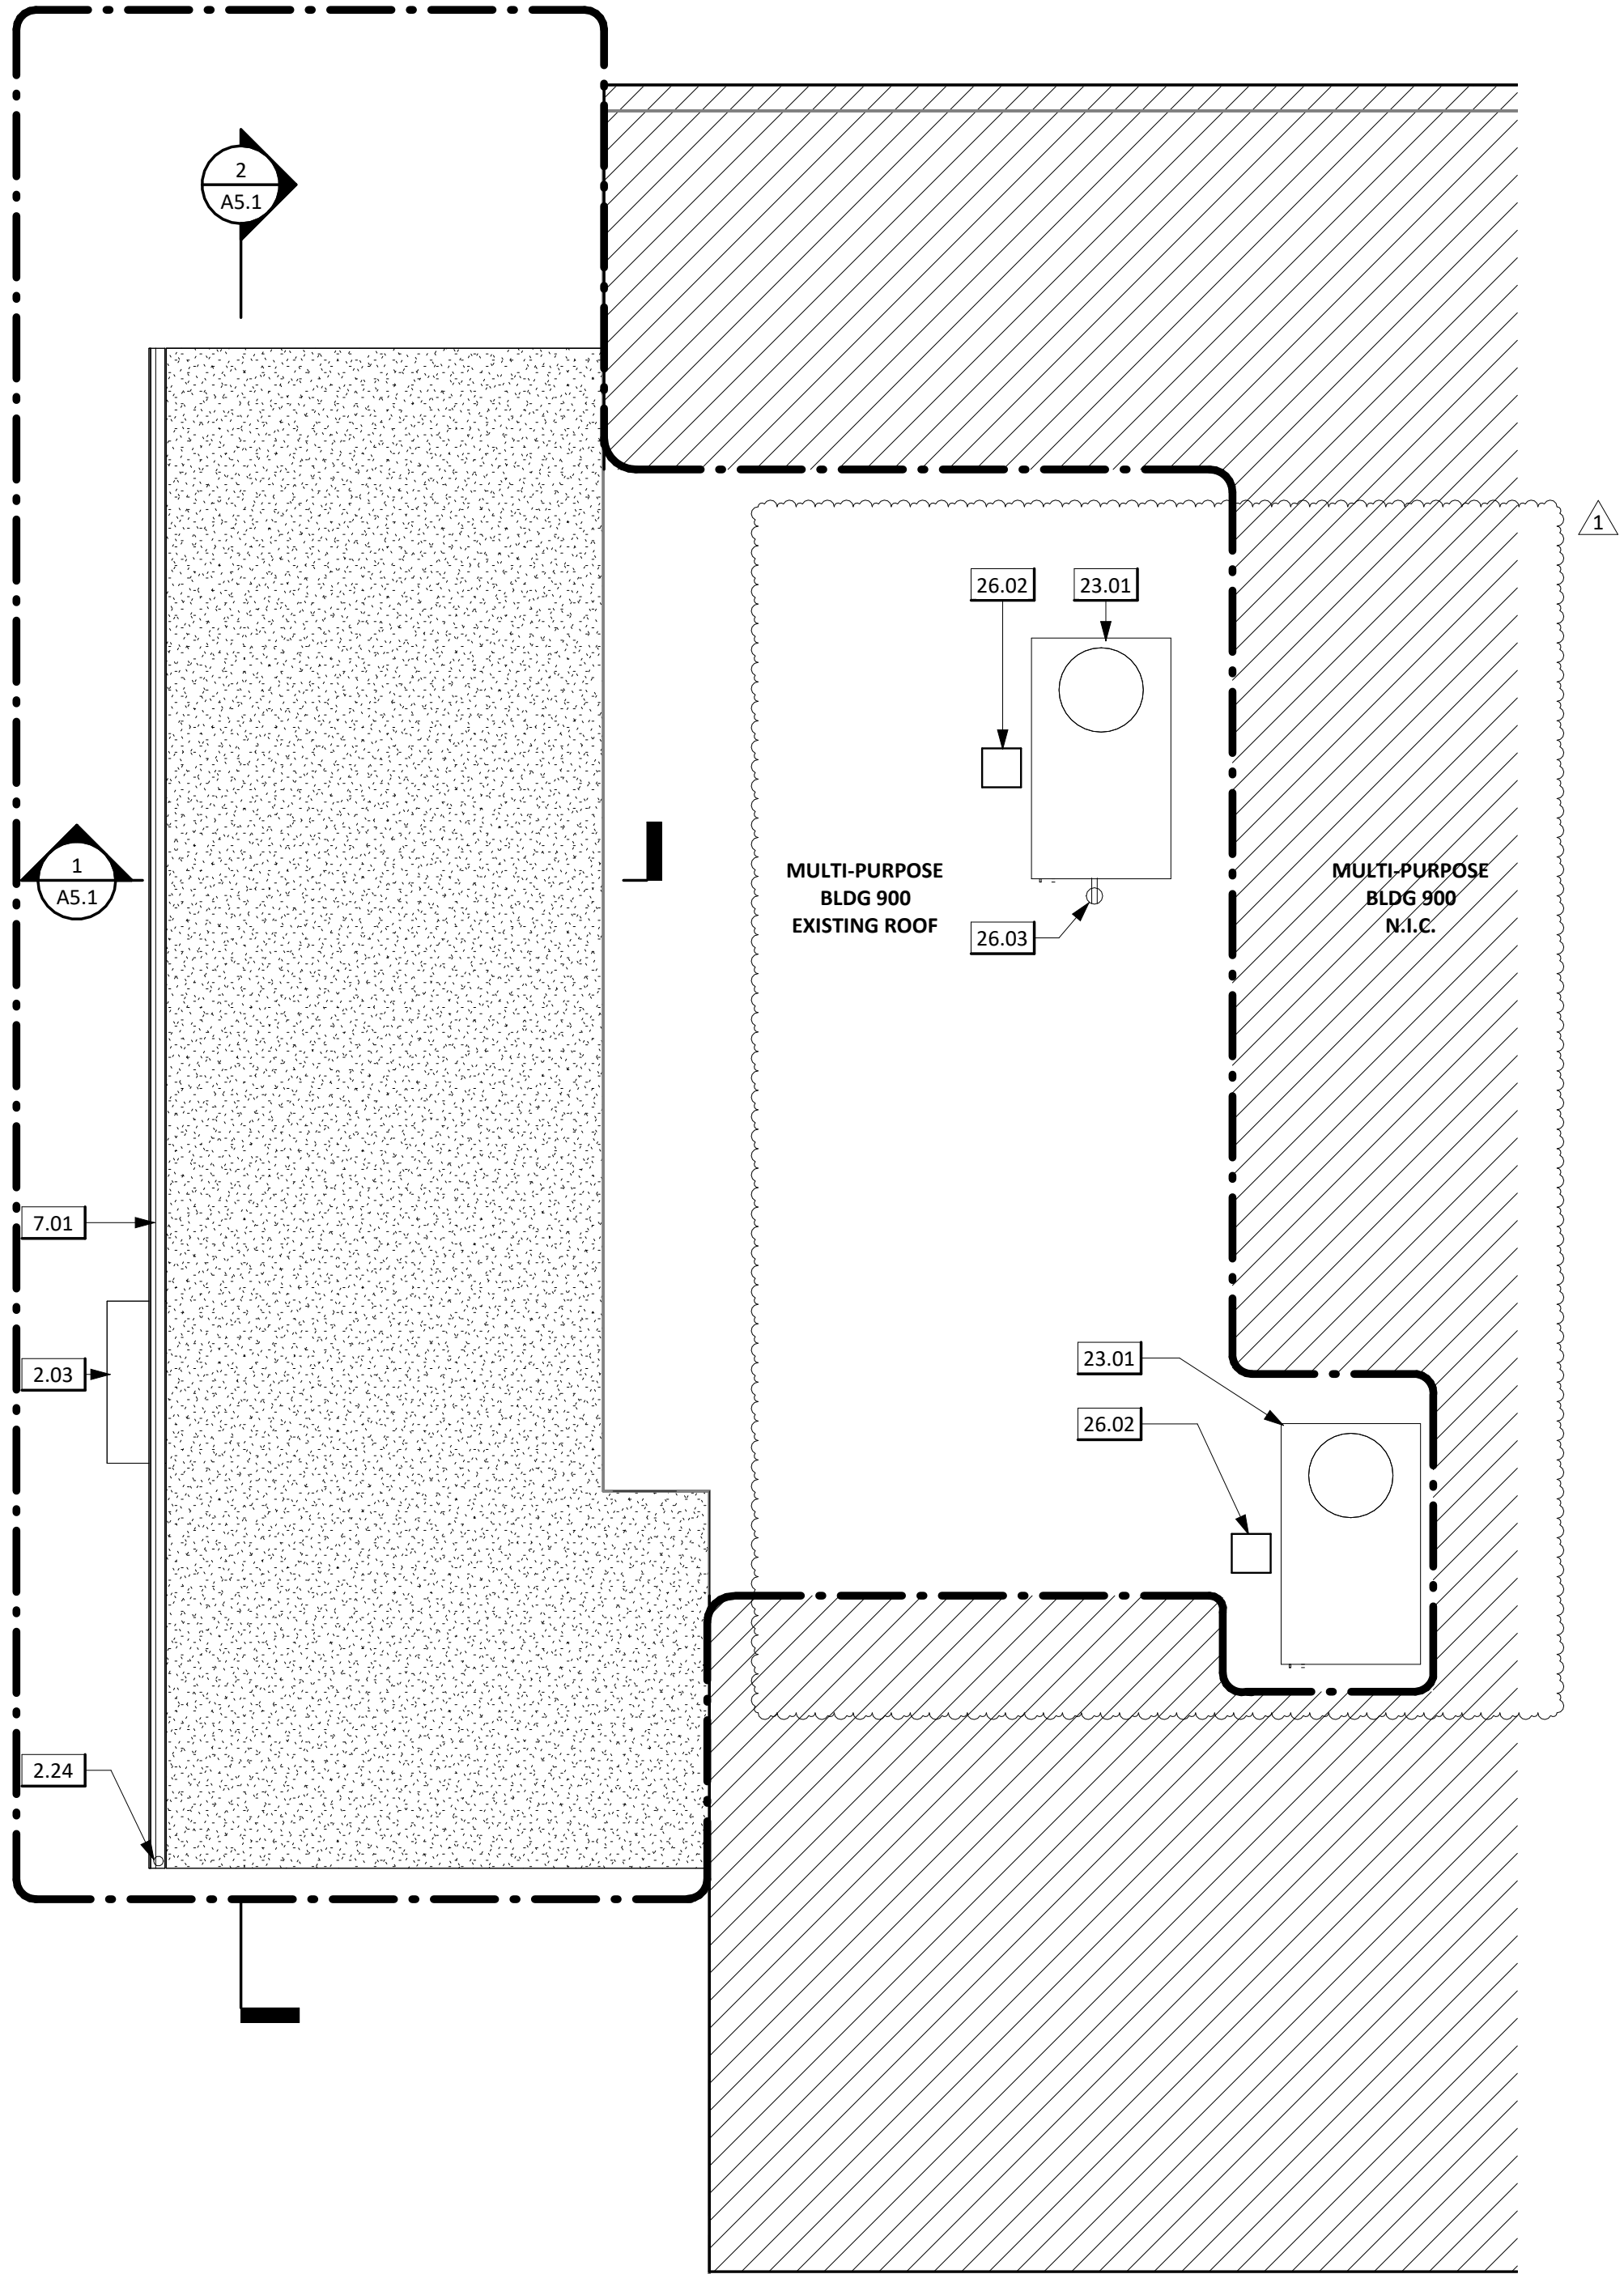 2
A5.1
1
26.02
23.01
1
A5.1
MULTI-PURPOSE
BLDG 900
EXISTING ROOF
MULTI-PURPOSE
BLDG 900
N.I.C.
26.03
7.01
2.03
23.01
26.02
2.24